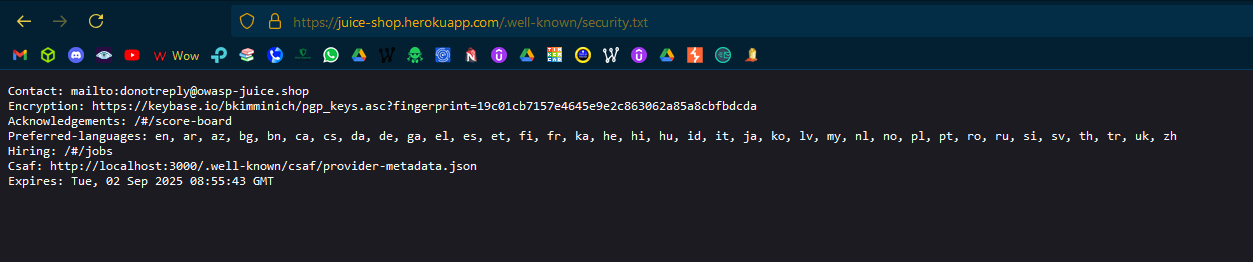 https://juice-shop.herokuapp.com/.well-known/security.txt
Wow
Contact: mailto:donotreply@owasp-juice.shop
Encryption: https://keybase.io/bkimminich/pgp_keys.asc?fingerprint=19c01cb7157e4645e9e2c863062a85a8cbfbdcda
Acknowledgements: /#/score-board
Preferred-languages: en, ar, az, bg, bn, ca, cs, da, de, ga, el, es, et, fi, fr, ka, he, hi, hu, id, it, ja, ko, lv, my, nl, no, pl, pt, ro, ru, si, sv, th, tr, uk, zh
Hiring: /#/jobs
Csaf: http://localhost:3000/.well-known/csaf/provider-metadata.json
Expires: Tue, 02 Sep 2025 08:55:43 GMT